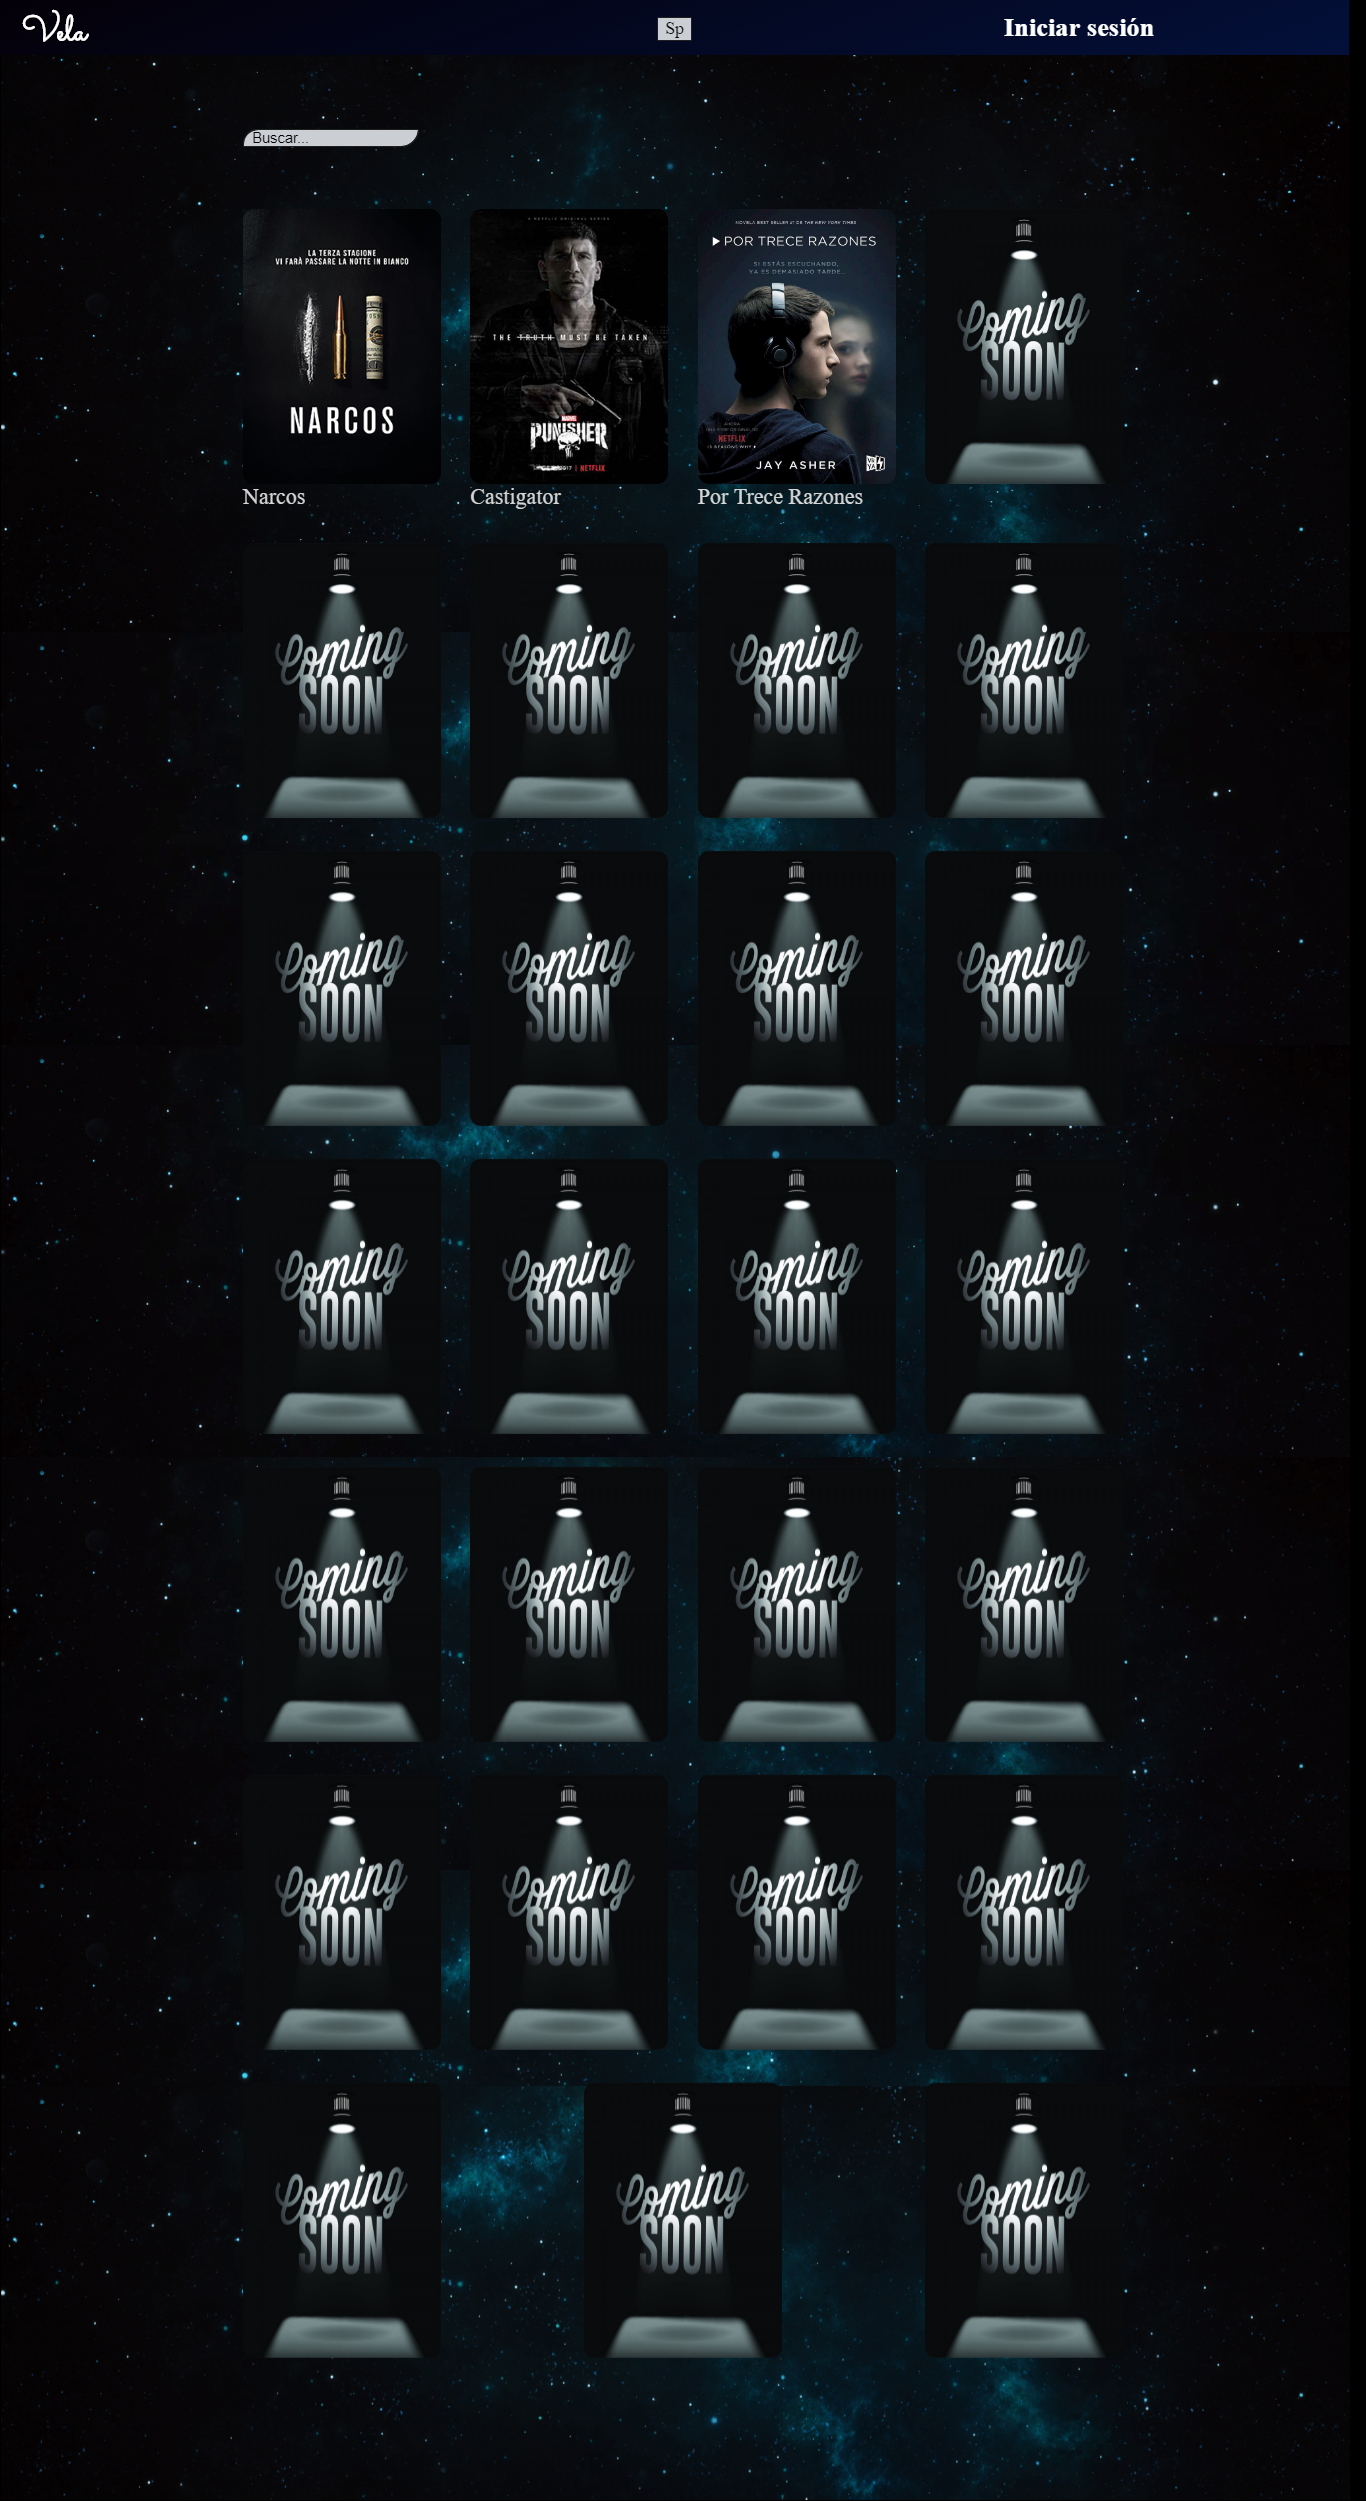 Vela
Sp
Iniciar sesión
Buscar...
LA TERZA STAGIONE
VI FARÀ PASSARE LA NOTTE IN BIANCO
NARCOS
Narcos
A NETFLIX ORIGINAL SERIES
THE TRUTH MUST BE TAKEN
MARVEL
PUNISHER
2017 | NETFLIX
Castigator
NOVELA BEST SELLER #1 DE THE NEW YORK TIMES
POR TRECE RAZONES
SI ESTÁS ESCUCHANDO,
YA ES DEMASIADO TARDE...
AHORA
NETFLIX
13 REASONS WHY
JAY ASHER
Por Trece Razones
Coming
SOON
Coming
SOON
Coming
SOON
Coming
SOON
Coming
SOON
Coming
SOON
Coming
SOON
Coming
SOON
Coming
SOON
Coming
SOON
Coming
SOON
Coming
SOON
Coming
SOON
Coming
SOON
Coming
SOON
Coming
SOON
Coming
SOON
Coming
SOON
Coming
SOON
Coming
SOON
Coming
SOON
Coming
SOON
Coming
SOON
Coming
SOON